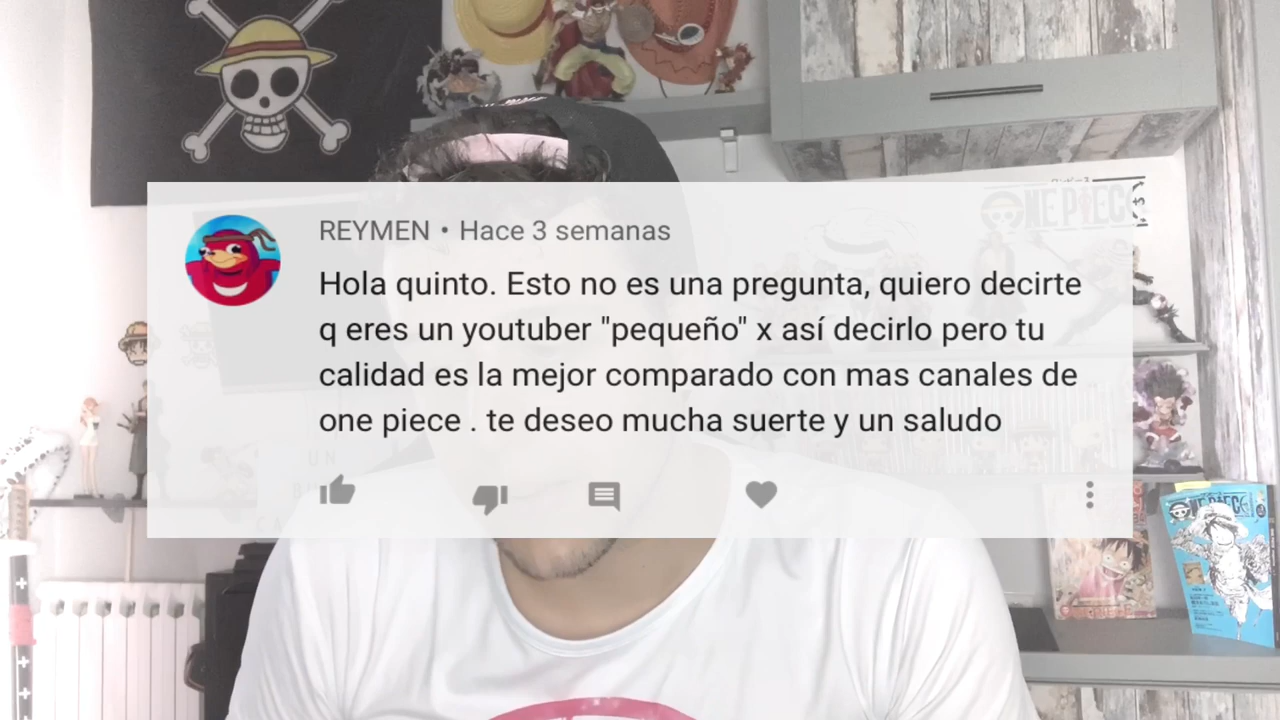 REYMEN • Hace 3 semanas
Hola quinto. Esto no es una pregunta, quiero decirte
q eres un youtuber "pequeño" x así decirlo pero tu
calidad es la mejor comparado con mas canales de
one piece . te deseo mucha suerte y un saludo
ONE PIECE
ONE PIECE